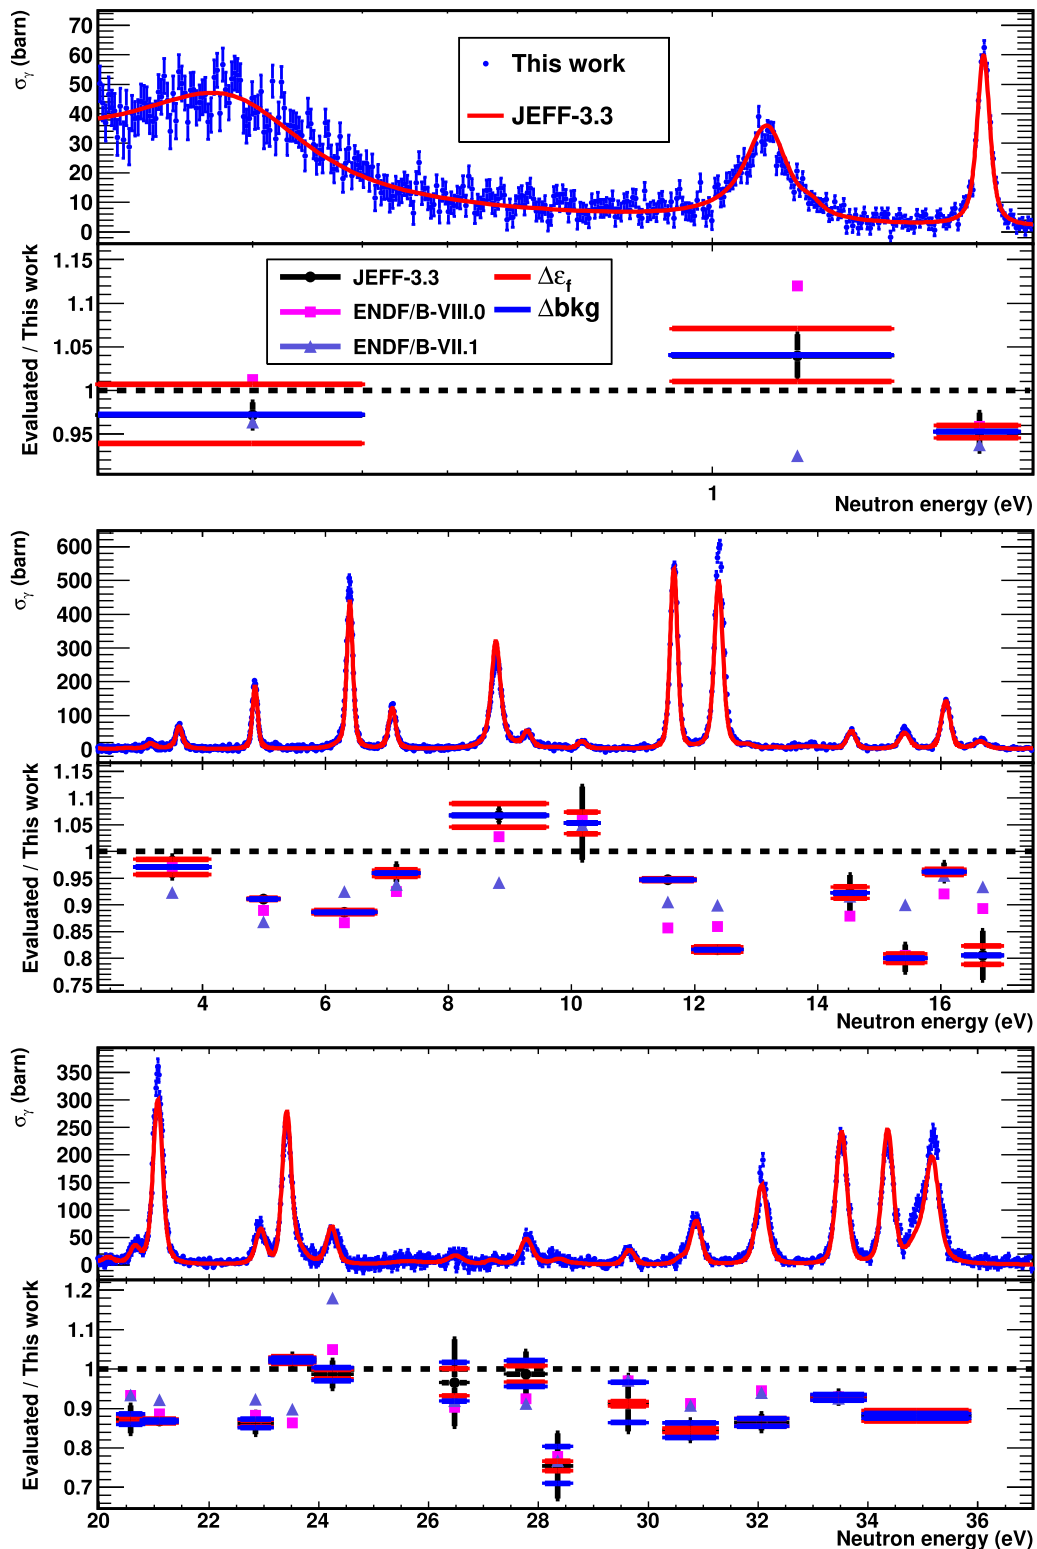 σγ (barn)
70
60
50
40
30
20
10
0
This work
JEFF-3.3
Evaluated / This work
1.15
1.1
1.05
1
0.95
JEFF-3.3
Δεf
ENDF/B-VIII.0
Δbkg
ENDF/B-VII.1
1
Neutron energy (eV)
σγ (barn)
600
500
400
300
200
100
0
Evaluated / This work
1.15
1.1
1.05
1
0.95
0.9
0.85
0.8
0.75
4 6 8 10 12 14 16
Neutron energy (eV)
σγ (barn)
350
300
250
200
150
100
50
0
Evaluated / This work
1.2
1.1
1
0.9
0.8
0.7
20 22 24 26 28 30 32 34 36
Neutron energy (eV)